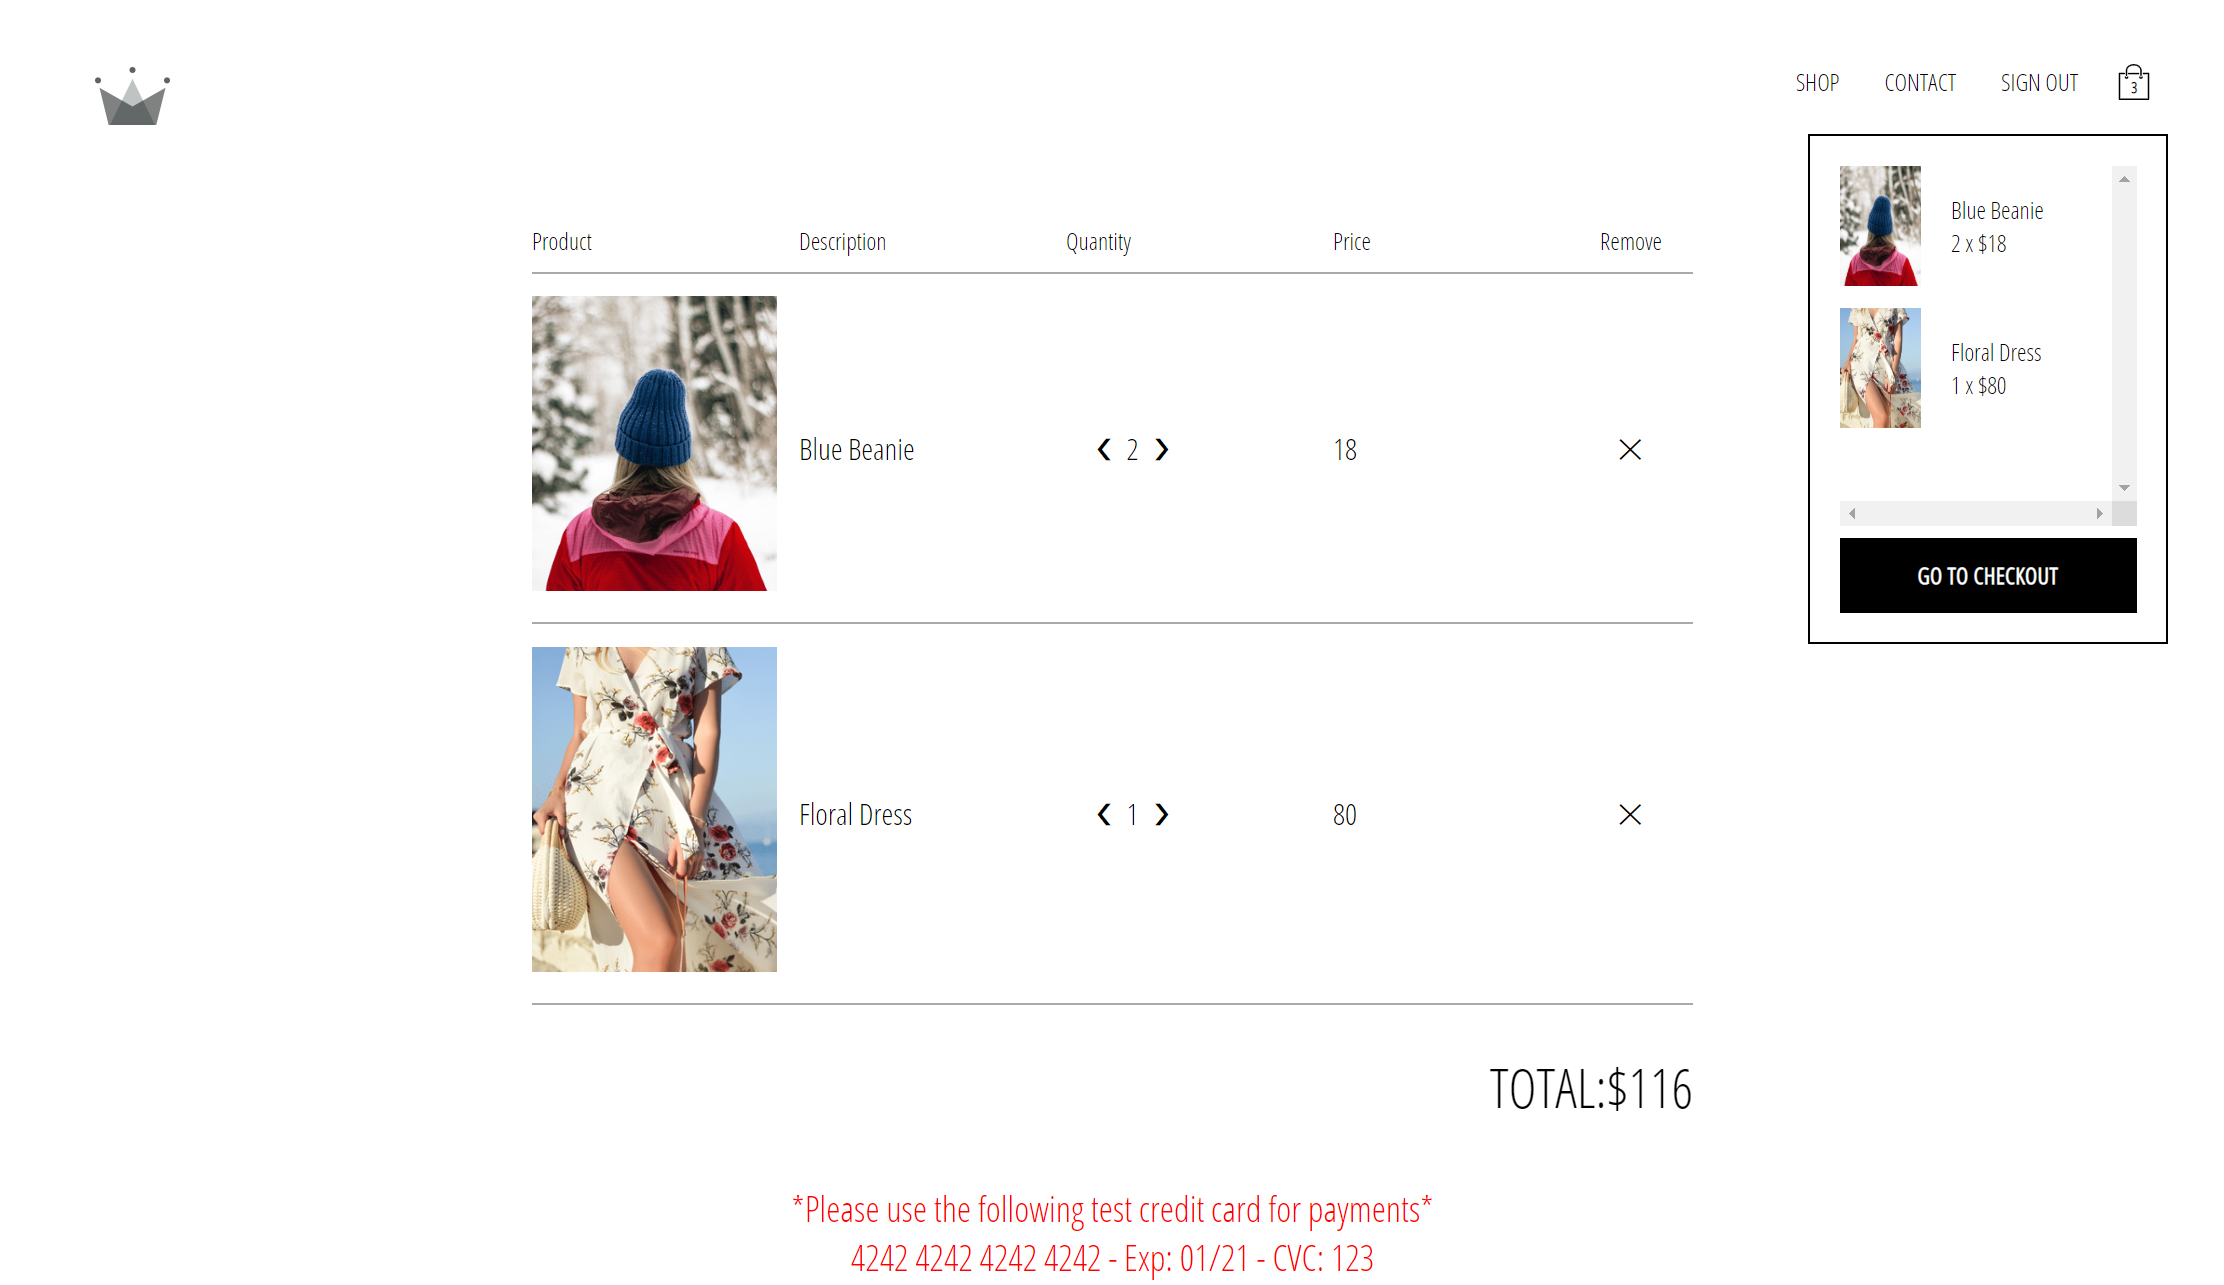 SHOP CONTACT SIGN OUT 3
Product Description Quantity Price Remove
Blue Beanie ❮ 2 ❯ 18 ✕
Floral Dress ❮ 1 ❯ 80 ✕
TOTAL:$116
*Please use the following test credit card for payments*
4242 4242 4242 4242 - Exp: 01/21 - CVC: 123
Blue Beanie
2 x $18
Floral Dress
1 x $80
GO TO CHECKOUT